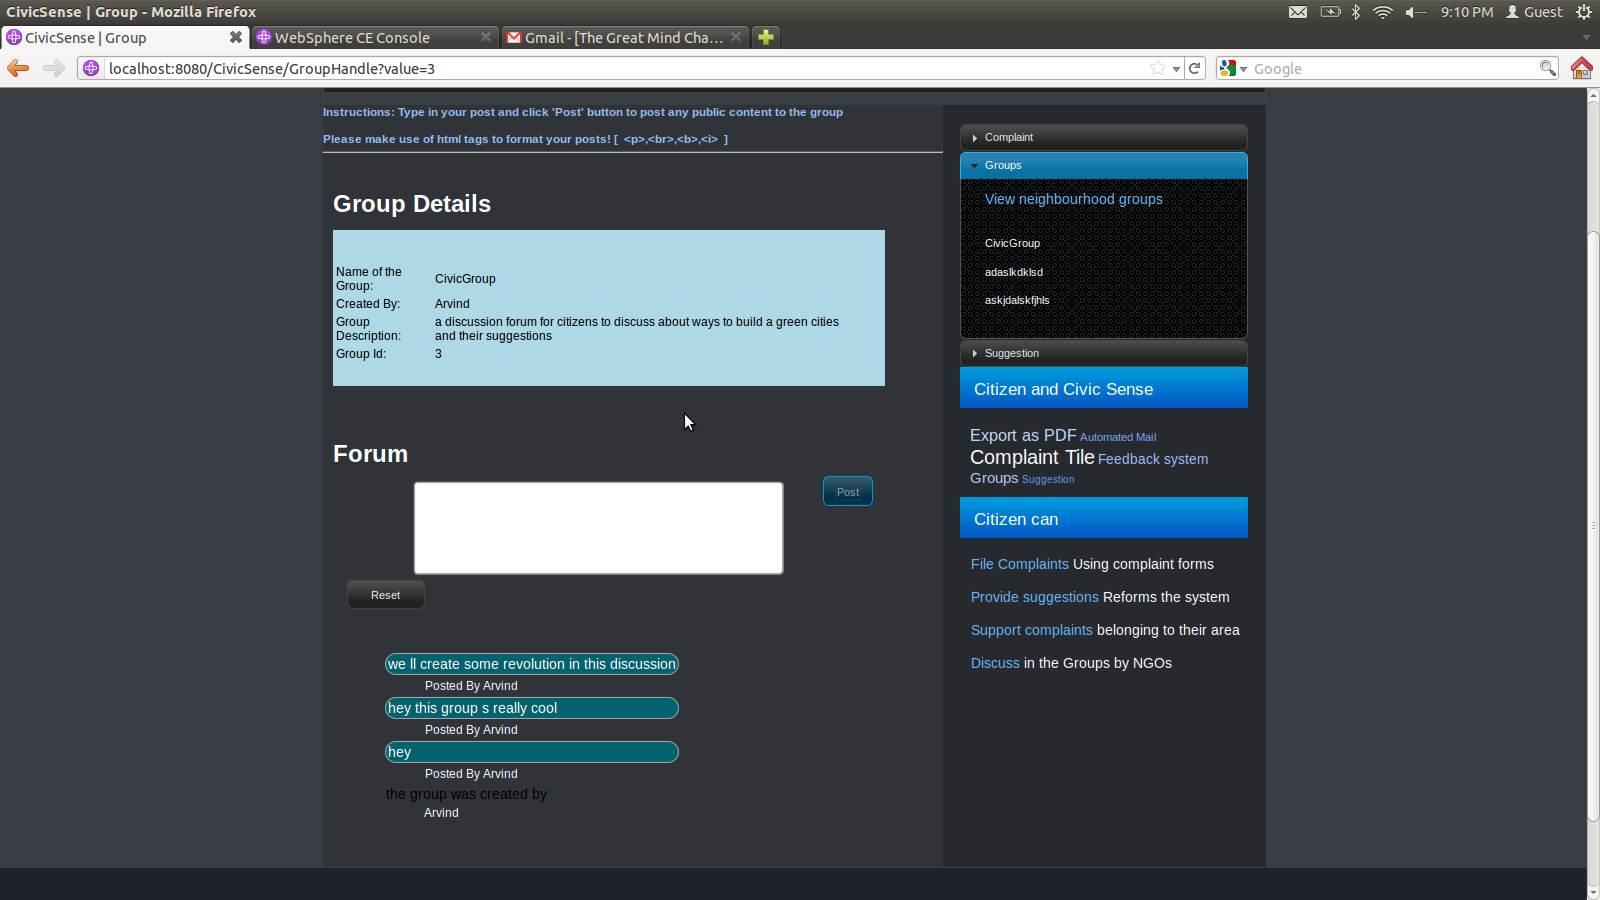 CivicSense | Group - Mozilla Firefox
9:10 PM Guest
CivicSense | Group
WebSphere CE Console
Gmail - [The Great Mind Cha...
localhost:8080/CivicSense/GroupHandle?value=3
Google
Instructions: Type in your post and click 'Post' button to post any public content to the group
Please make use of html tags to format your posts! [ <p>,<br>,<b>,<i> ]
Group Details
Name of the
Group:
CivicGroup
Created By: Arvind
Group
Description:
a discussion forum for citizens to discuss about ways to build a green cities
and their suggestions
Group Id: 3
Forum
Post
Reset
we ll create some revolution in this discussion
Posted By Arvind
hey this group s really cool
Posted By Arvind
hey
Posted By Arvind
the group was created by
Arvind
Complaint
Groups
View neighbourhood groups
CivicGroup
adaslkdklsd
askjdalskfjhls
Suggestion
Citizen and Civic Sense
Export as PDF Automated Mail
Complaint Tile Feedback system
Groups Suggestion
Citizen can
File Complaints Using complaint forms
Provide suggestions Reforms the system
Support complaints belonging to their area
Discuss in the Groups by NGOs